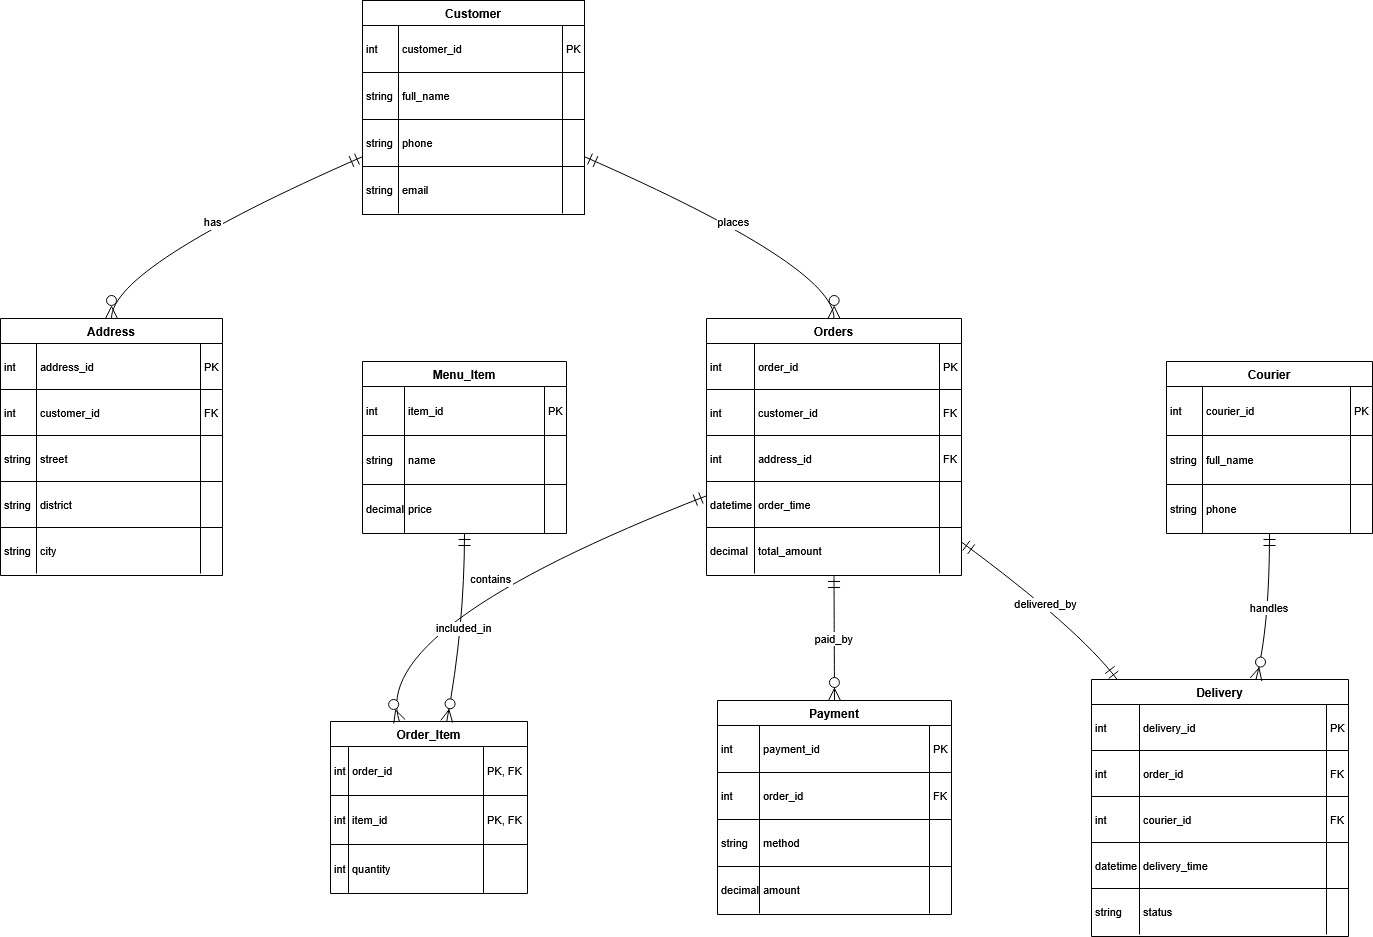 Customer
int customer_id PK
string full_name
string phone
string email
has
places
Address
int address_id PK
int customer_id FK
string street
string district
string city
Menu_Item
int item_id PK
string name
decimal price
Orders
int order_id PK
int customer_id FK
int address_id FK
datetime order_time
decimal total_amount
Courier
int courier_id PK
string full_name
string phone
contains
included_in
paid_by
delivered_by
handles
Order_Item
int order_id PK, FK
int item_id PK, FK
int quantity
Payment
int payment_id PK
int order_id FK
string method
decimal amount
Delivery
int delivery_id PK
int order_id FK
int courier_id FK
datetime delivery_time
string status